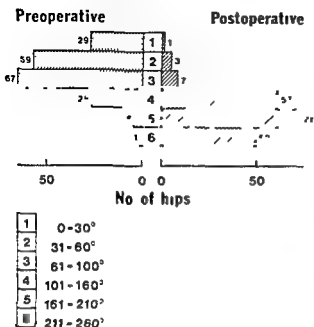 Preoperative Postoperative
29 1 1
59 2 3
67 3 7
4
5
1 6
50 0 0 50
No of hips
1 0-30°
2 31-60°
3 61-100°
4 101-160°
5 161-210°
211-260°